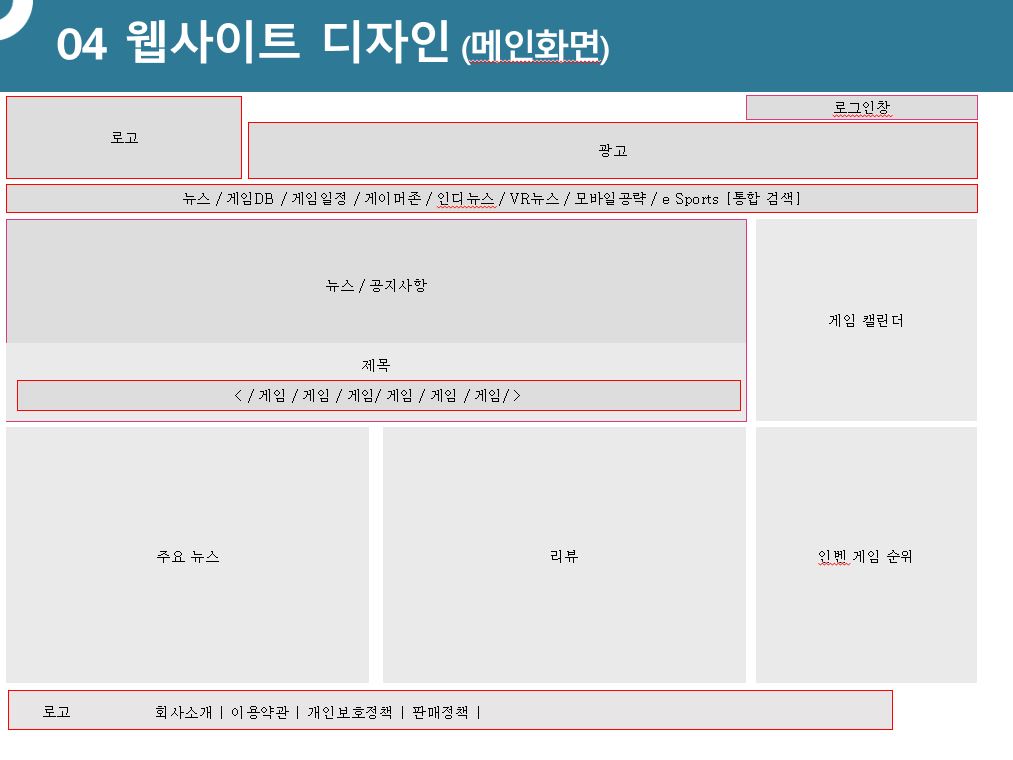 04 웹사이트 디자인 (메인화면)
로그인창
로고
광고
뉴스 / 게임DB / 게임일정 / 게이머존 / 인디뉴스 / VR뉴스 / 모바일공략 / e Sports [통합 검색]
뉴스 / 공지사항
게임 캘린더
제목
< / 게임 / 게임 / 게임/ 게임 / 게임 / 게임/ >
주요 뉴스
리뷰
인벤 게임 순위
로고 회사소개 | 이용약관 | 개인보호정책 | 판매정책 |